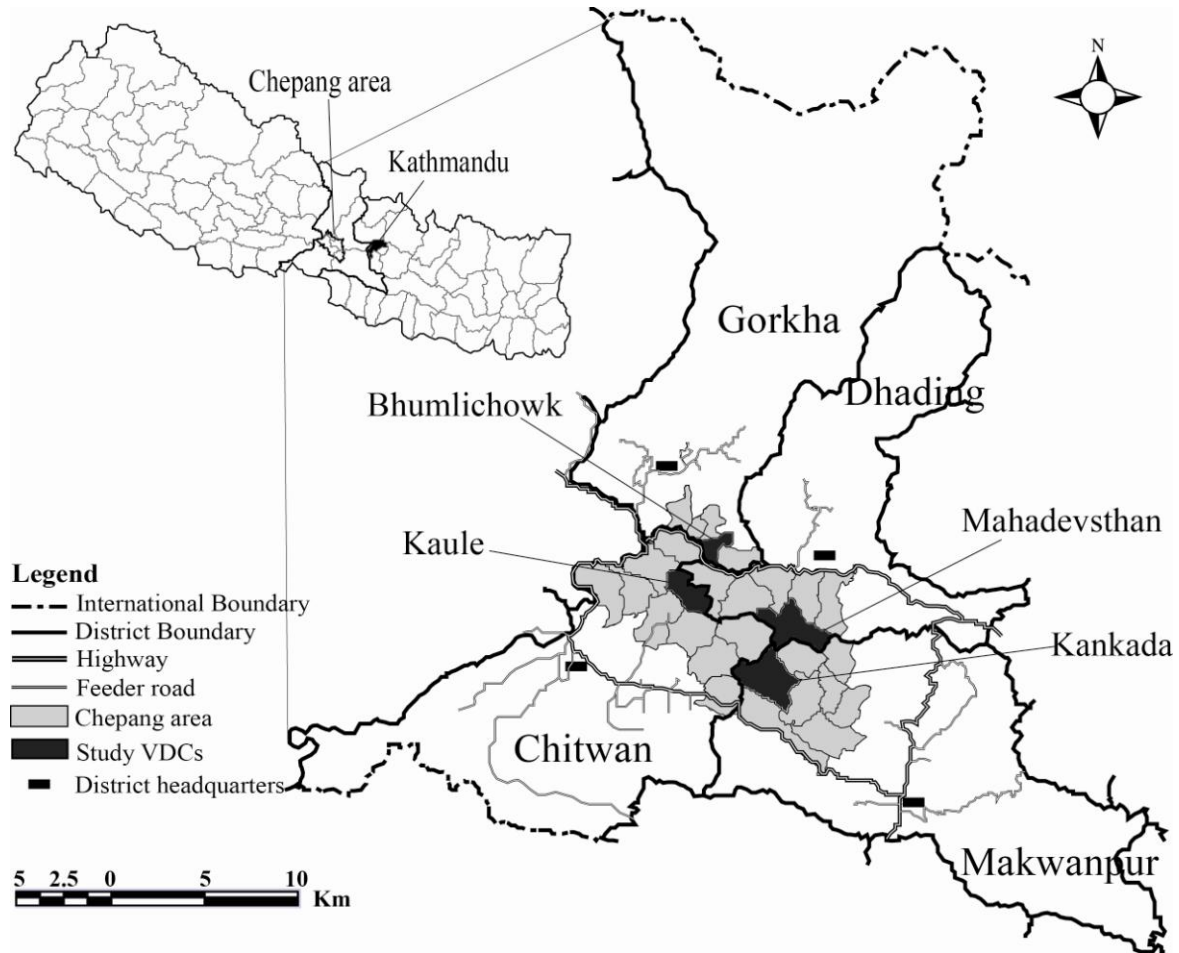 N
Chepang area
Kathmandu
Gorkha
Dhading
Bhumlichowk
Mahadevsthan
Kaule
Kankada
Legend
International Boundary
District Boundary
Highway
Feeder road
Chepang area
Study VDCs
District headquarters
Chitwan
Makwanpur
5 2.5 0 5 10
Km